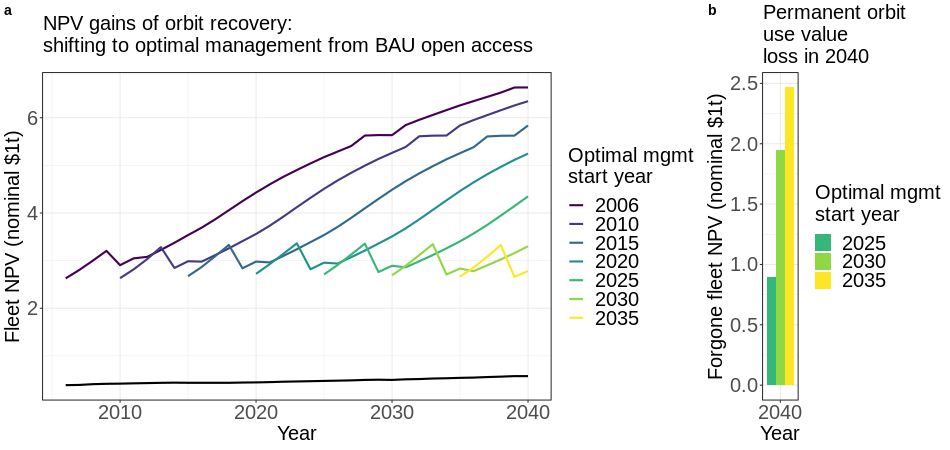 a
NPV gains of orbit recovery:
shifting to optimal management from BAU open access
Fleet NPV (nominal $1t)
6
4
2
2010
2020
2030
2040
Year
Optimal mgmt
start year
2006
2010
2015
2020
2025
2030
2035
b
Permanent orbit
use value
loss in 2040
Forgone fleet NPV (nominal $1t)
2.5
2.0
1.5
1.0
0.5
0.0
2040
Year
Optimal mgmt
start year
2025
2030
2035